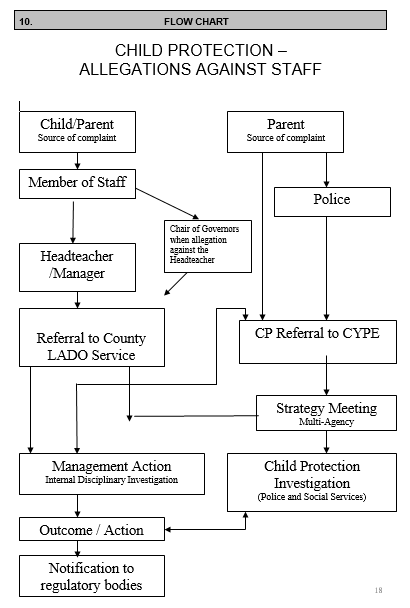 10. FLOW CHART
CHILD PROTECTION –
ALLEGATIONS AGAINST STAFF
Child/Parent
Source of complaint
Parent
Source of complaint
Member of Staff
Police
Chair of Governors
when allegation
against the
Headteacher
Headteacher
/Manager
Referral to County
LADO Service
CP Referral to CYPE
Strategy Meeting
Multi-Agency
Management Action
Internal Disciplinary Investigation
Child Protection
Investigation
(Police and Social Services)
Outcome / Action
Notification to
regulatory bodies
18